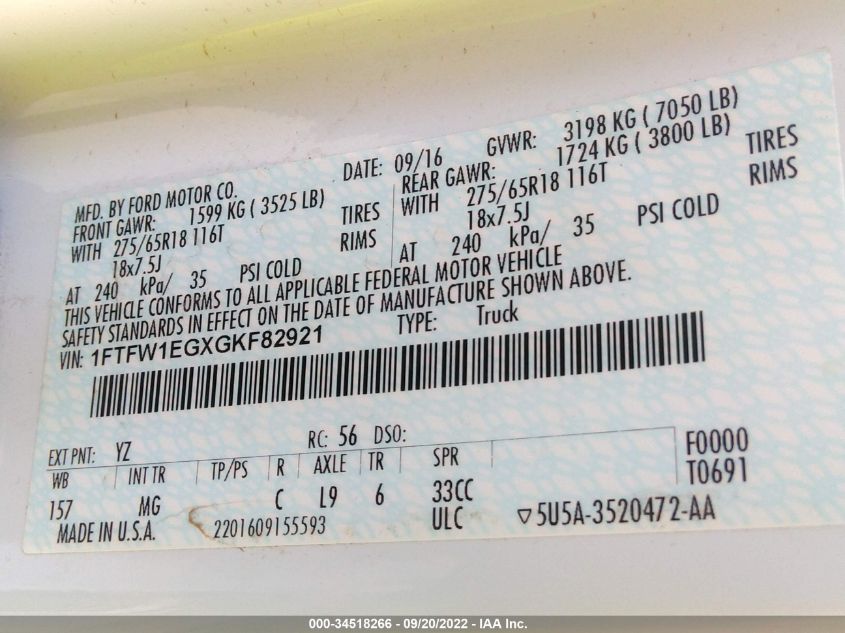 MFD. BY FORD MOTOR CO. DATE: 09/16 GVWR: 3198 KG ( 7050 LB)
FRONT GAWR: 1599 KG ( 3525 LB) REAR GAWR: 1724 KG ( 3800 LB)
WITH 275/65R18 116T TIRES WITH 275/65R18 116T TIRES
18x7.5J RIMS 18x7.5J RIMS
AT 240 kPa/ 35 PSI COLD AT 240 kPa/ 35 PSI COLD
THIS VEHICLE CONFORMS TO ALL APPLICABLE FEDERAL MOTOR VEHICLE
SAFETY STANDARDS IN EFFECT ON THE DATE OF MANUFACTURE SHOWN ABOVE.
VIN: 1FTFW1EGXGKF82921 TYPE: Truck
EXT PNT: YZ RC: 56 DSO: F0000
WB INT TR TP/PS R AXLE TR SPR T0691
157 MG C L9 6 33CC
MADE IN U.S.A. 2201609155593 ULC ▽5U5A-3520472-AA
000-34518266 - 09/20/2022 - IAA Inc.